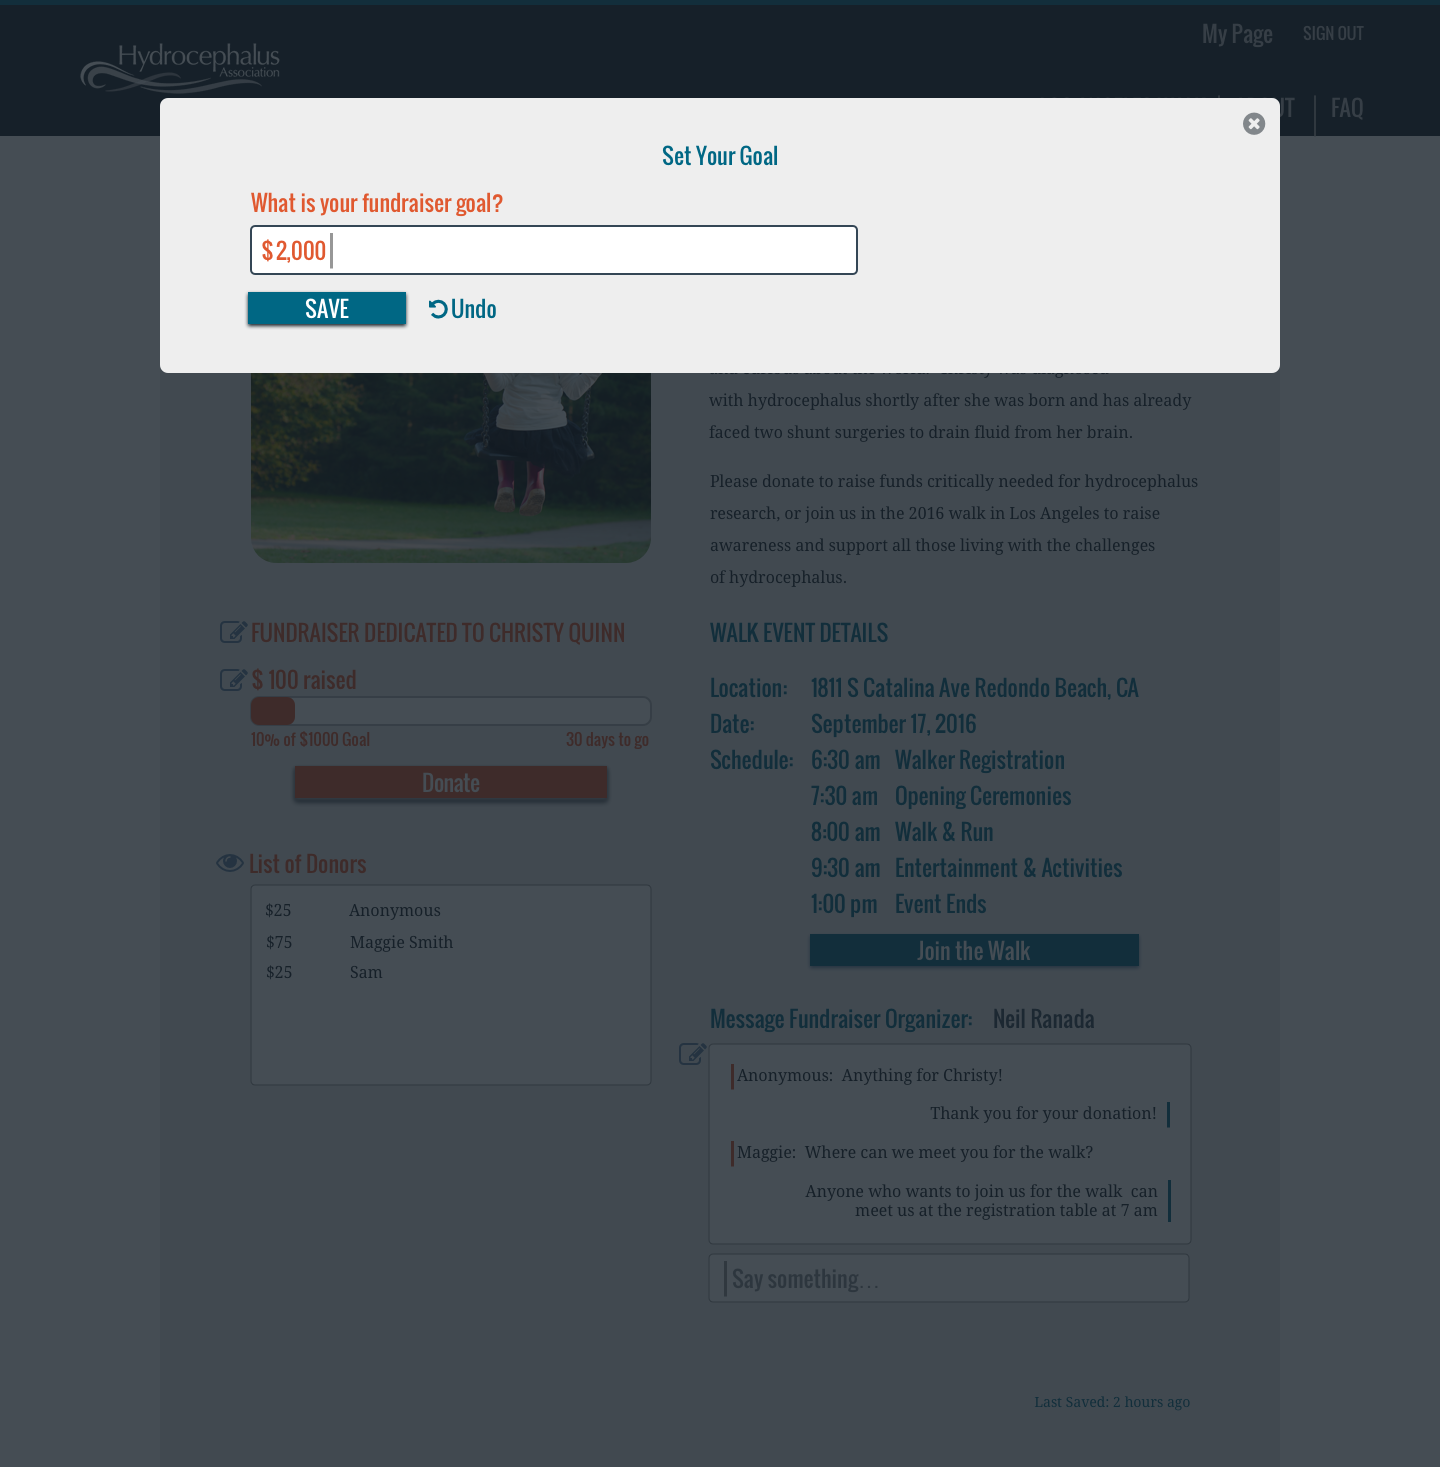 Hydrocephalus
Association
My Page
SIGN OUT
FAQ
Set Your Goal
What is your fundraiser goal?
$ 2,000
SAVE
Undo
with hydrocephalus shortly after she was born and has already
faced two shunt surgeries to drain fluid from her brain.
Please donate to raise funds critically needed for hydrocephalus
research, or join us in the 2016 walk in Los Angeles to raise
awareness and support all those living with the challenges
of hydrocephalus.
FUNDRAISER DEDICATED TO CHRISTY QUINN
$ 100 raised
10% of $1000 Goal
30 days to go
Donate
List of Donors
$25 Anonymous
$75 Maggie Smith
$25 Sam
WALK EVENT DETAILS
Location: 1811 S Catalina Ave Redondo Beach, CA
Date: September 17, 2016
Schedule: 6:30 am Walker Registration
7:30 am Opening Ceremonies
8:00 am Walk & Run
9:30 am Entertainment & Activities
1:00 pm Event Ends
Join the Walk
Message Fundraiser Organizer: Neil Ranada
Anonymous: Anything for Christy!
Thank you for your donation!
Maggie: Where can we meet you for the walk?
Anyone who wants to join us for the walk can
meet us at the registration table at 7 am
Say something...
Last Saved: 2 hours ago